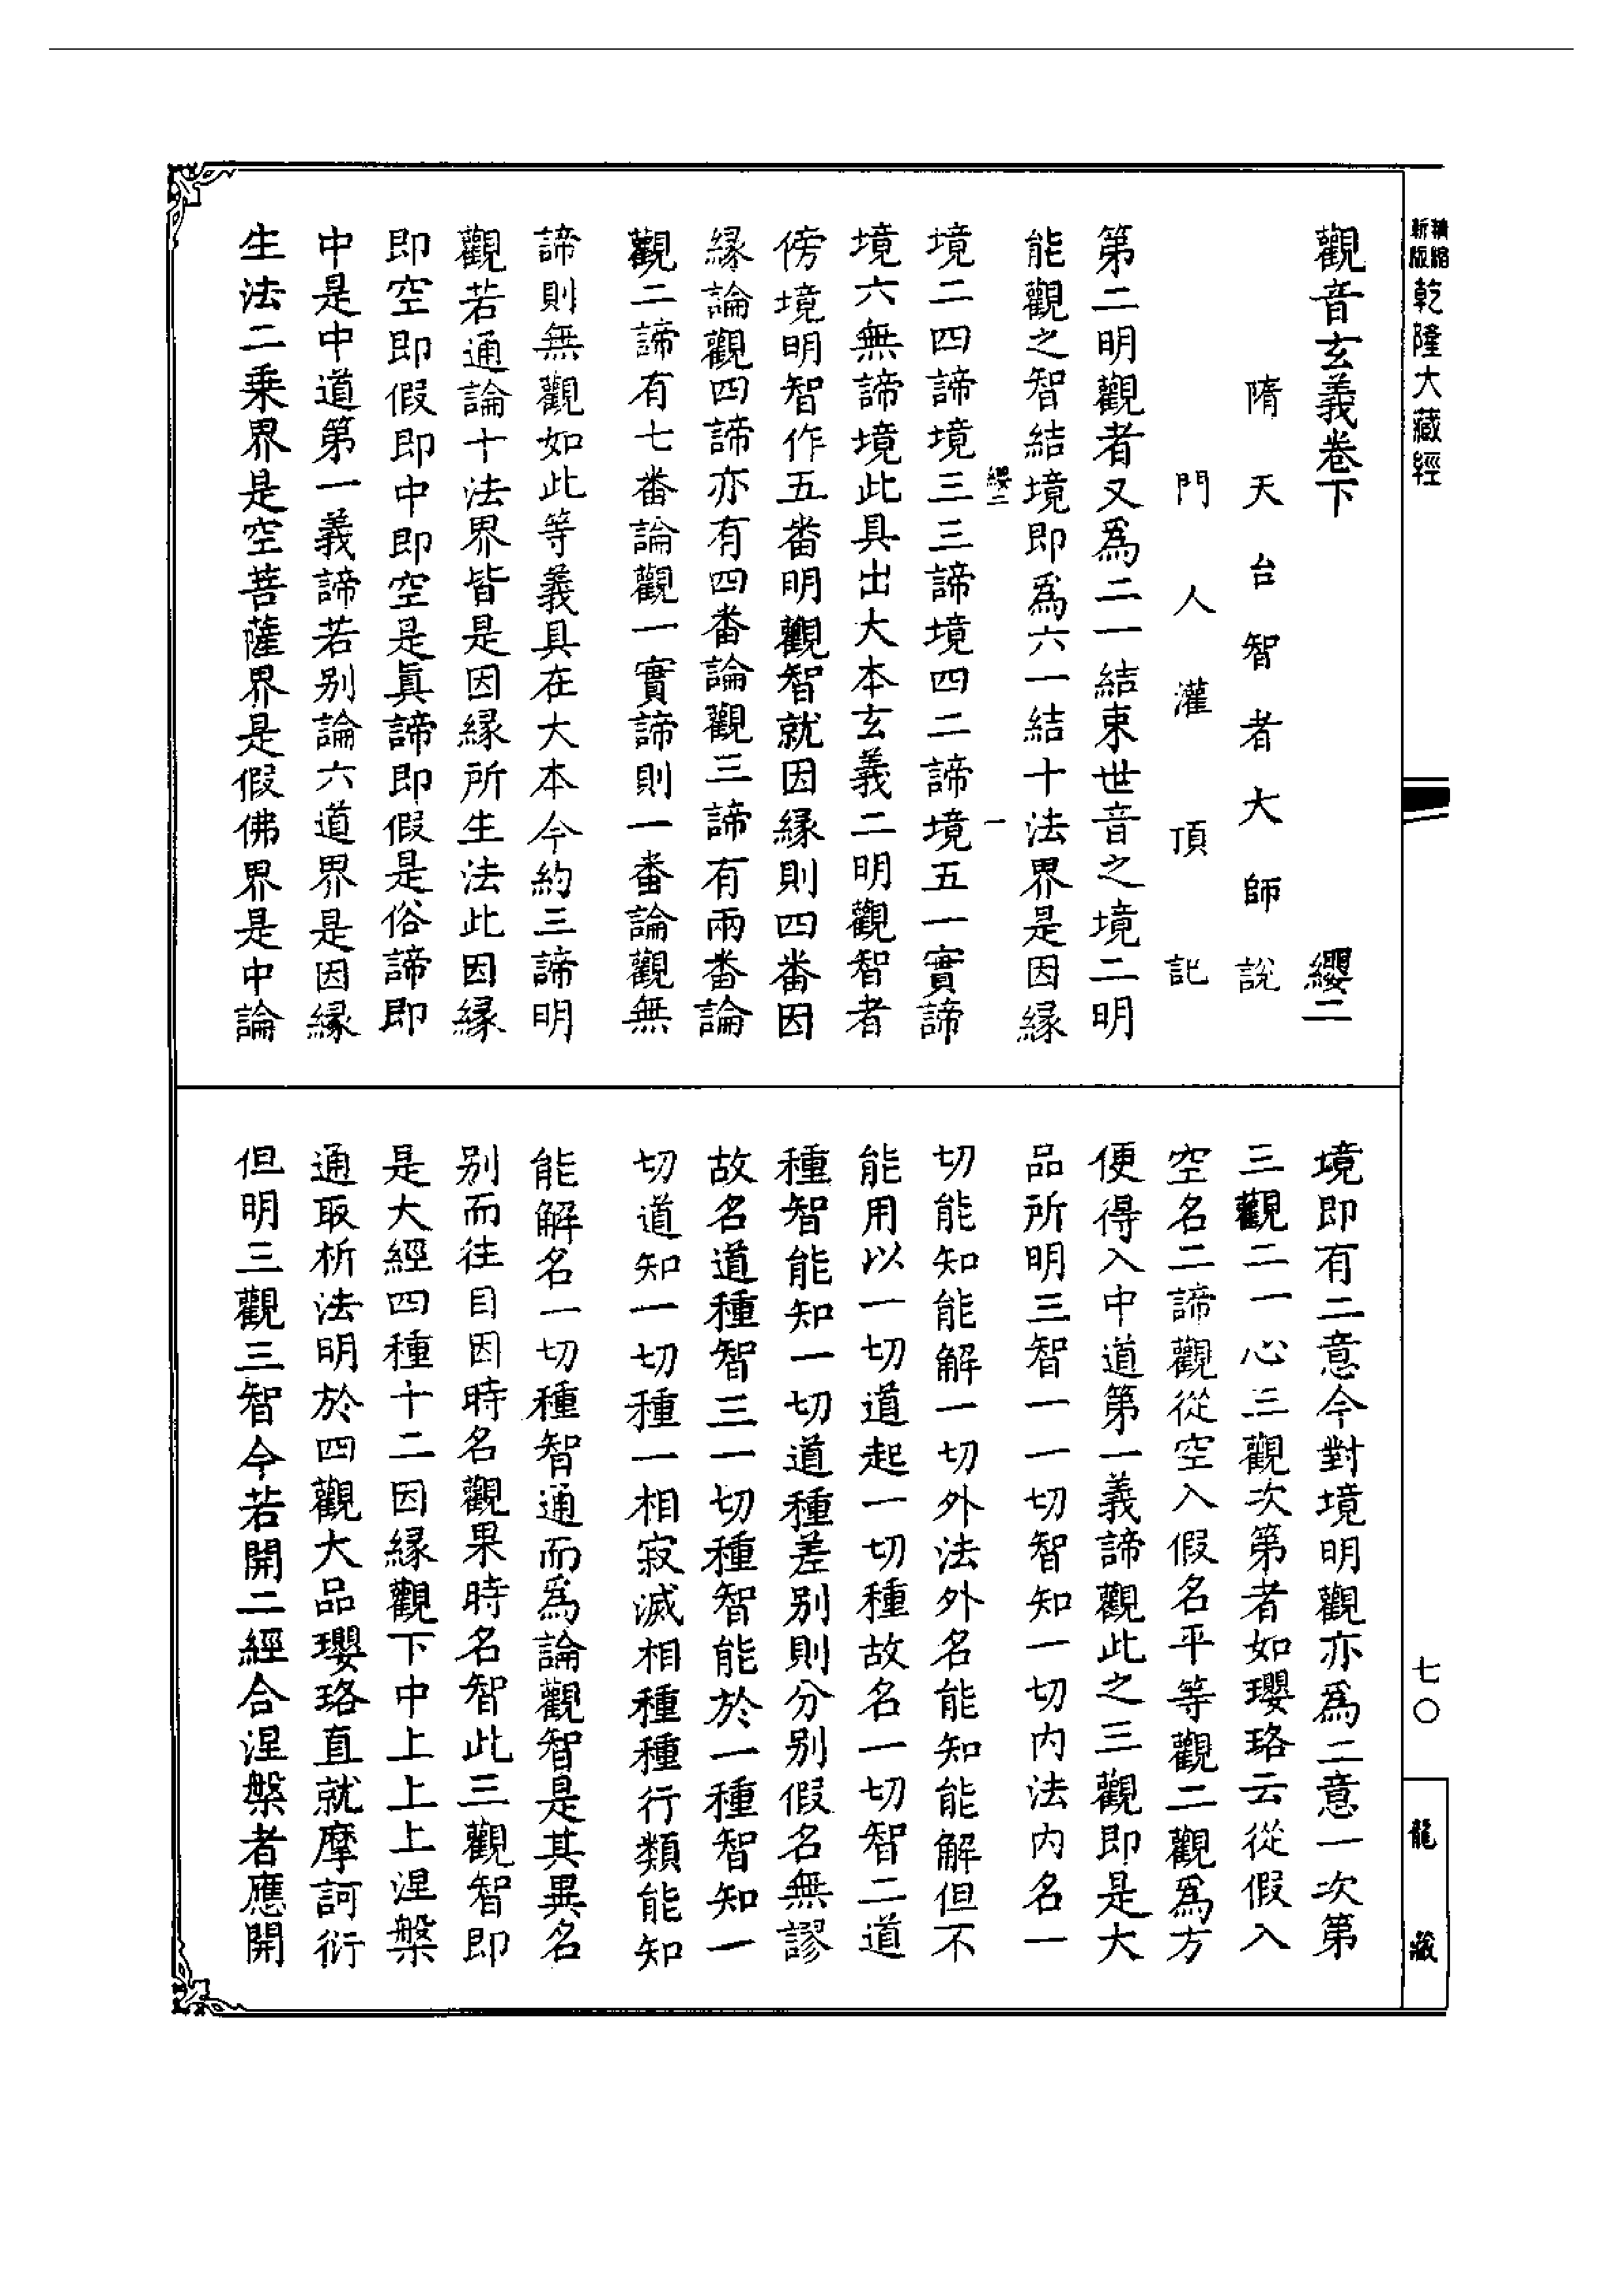 精縮新版乾隆大藏經
觀音玄義卷下　纓二
隋天台智者大師說
門人灌頂記
第二明觀者又爲二一結束世音之境二明
能觀之智結境即爲六一結十法界是因緣
纓二　一
境二四諦境三三諦境四二諦境五一實諦
境六無諦境此具出大本玄義二明觀智者
傍境明智作五番明觀智就因緣則四番因
緣論觀四諦亦有四番論觀三諦有兩番論
觀二諦有七番論觀一實諦則一番論觀無
諦則無觀如此等義具在大本今約三諦明
觀若通論十法界皆是因緣所生法此因緣
即空即假即中即空是眞諦即假是俗諦即
中是中道第一義諦若別論六道界是因緣
生法二乘界是空菩薩界是假佛界是中論
境即有二意今對境明觀亦爲二意一次第
三觀二一心三觀次第者如瓔珞云從假入
空名二諦觀從空入假名平等觀二觀爲方
便得入中道第一義諦觀此之三觀即是大
品所明三智一一切智知一切內法內名一
切能知能解一切外法外名能知能解但不
能用以一切道起一切種故名一切智二道
種智能知一切道種差別則分別假名無謬
故名道種智三一切種智能於一種智知一
切道知一切種一相寂滅相種種行類能知
能解名一切種智通而爲論觀智是其異名
別而往目因時名觀果時名智此三觀智即
是大經四種十二因緣觀下中上上上涅槃
通取析法明於四觀大品瓔珞直就摩訶衍
但明三觀三智今若開二經合涅槃者應開
七〇
龍藏